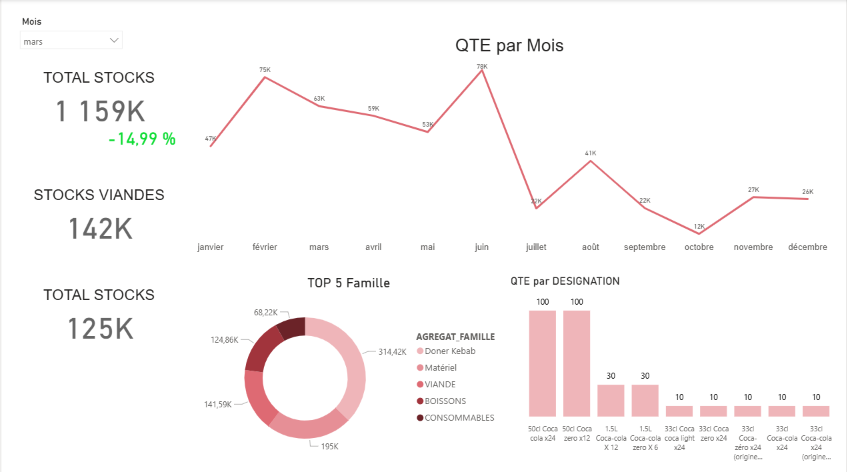 Mois
mars
TOTAL STOCKS
1 159K
-14,99 %
STOCKS VIANDES
142K
TOTAL STOCKS
125K
QTE par Mois
47K
75K
63K
59K
53K
78K
41K
22K
12K
27K
26K
janvier
février
mars
avril
mai
juin
juillet
août
septembre
octobre
novembre
décembre
TOP 5 Famille
68,22K
124,86K
314,42K
141,59K
195K
AGREGAT_FAMILLE
Doner Kebab
Matériel
VIANDE
BOISSONS
CONSOMMABLES
QTE par DESIGNATION
100
100
30
30
10
10
10
10
10
50cl Coca cola x24
50cl Coca zero x12
1.5L Coca-cola X 12
1.5L Coca-cola zero X 6
33cl Coca coca light x24
33cl Coca zero x24
33cl Coca-zéro x24 (origine...
33cl Coca-cola x24
33cl Coca-cola x24 (origine...